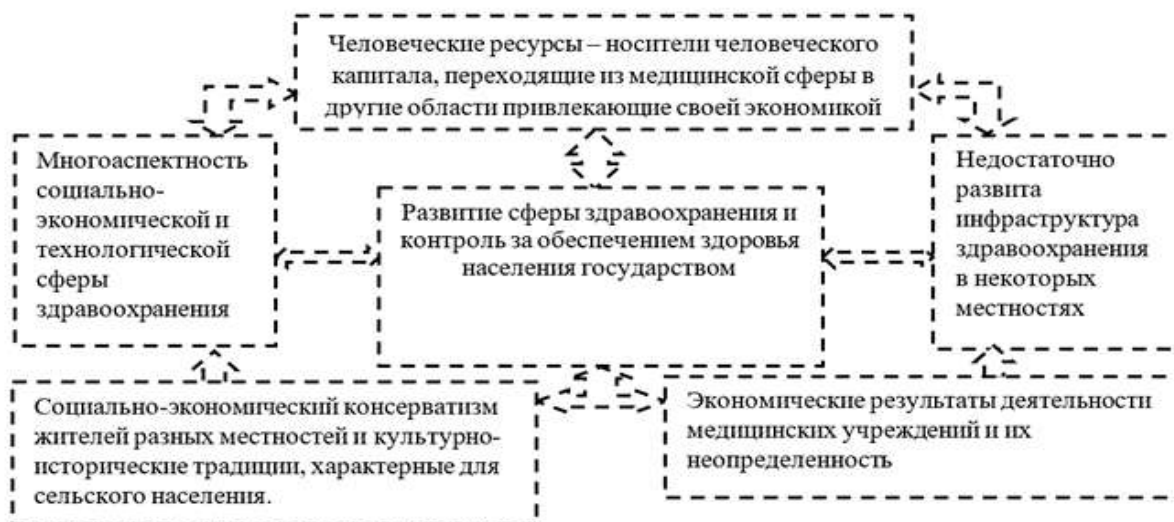 Человеческие ресурсы – носители человеческого
капитала, переходящие из медицинской сферы в
другие области привлекающие своей экономикой
Многоаспектность
социально-
экономической и
технологической
сферы
здравоохранения
Развитие сферы здравоохранения и
контроль за обеспечением здоровья
населения государством
Недостаточно
развита
инфраструктура
здравоохранения
в некоторых
местностях
Социально-экономический консерватизм
жителей разных местностей и культурно-
исторические традиции, характерные для
сельского населения.
Экономические результаты деятельности
медицинских учреждений и их
неопределенность